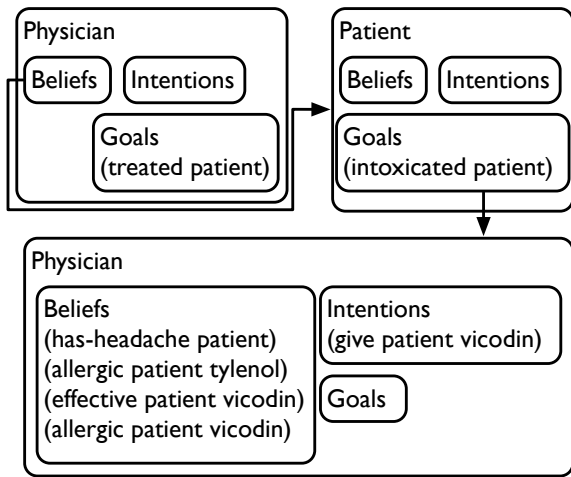 Physician
Beliefs
Intentions
Goals
(treated patient)
Patient
Beliefs
Intentions
Goals
(intoxicated patient)
Physician
Beliefs
(has-headache patient)
(allergic patient tylenol)
(effective patient vicodin)
(allergic patient vicodin)
Intentions
(give patient vicodin)
Goals